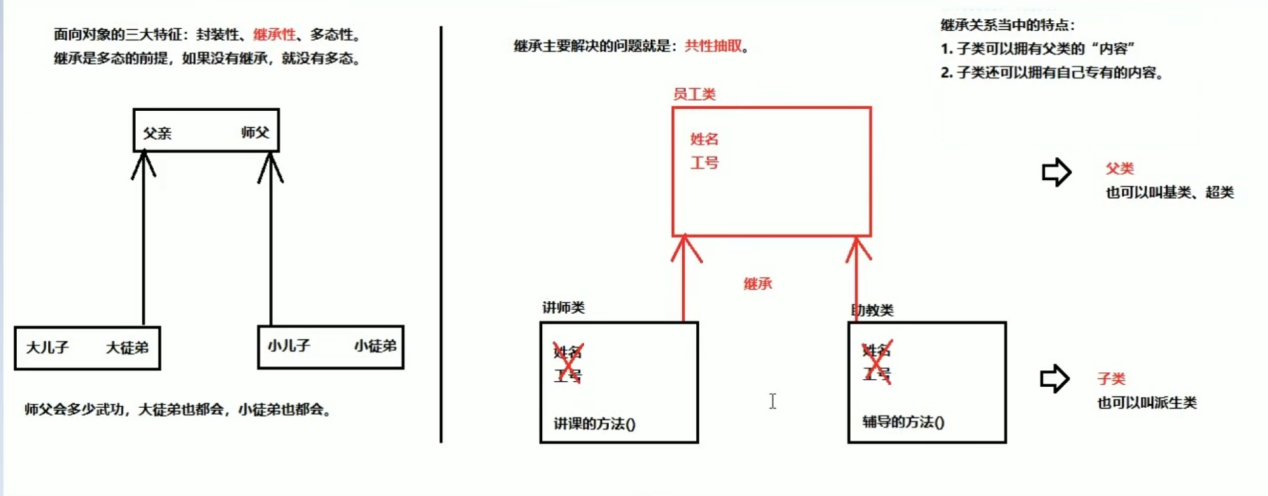 面向对象的三大特征：封装性、继承性、多态性。
继承是多态的前提，如果没有继承，就没有多态。
父亲 师父
大儿子 大徒弟
小儿子 小徒弟
师父会多少武功，大徒弟也都会，小徒弟也都会。
继承主要解决的问题就是：共性抽取。
员工类
姓名
工号
继承
讲师类
姓名
工号
讲课的方法()
助教类
姓名
工号
辅导的方法()
继承关系当中的特点：
1. 子类可以拥有父类的“内容”
2. 子类还可以拥有自己专有的内容。
父类
也可以叫基类、超类
子类
也可以叫派生类